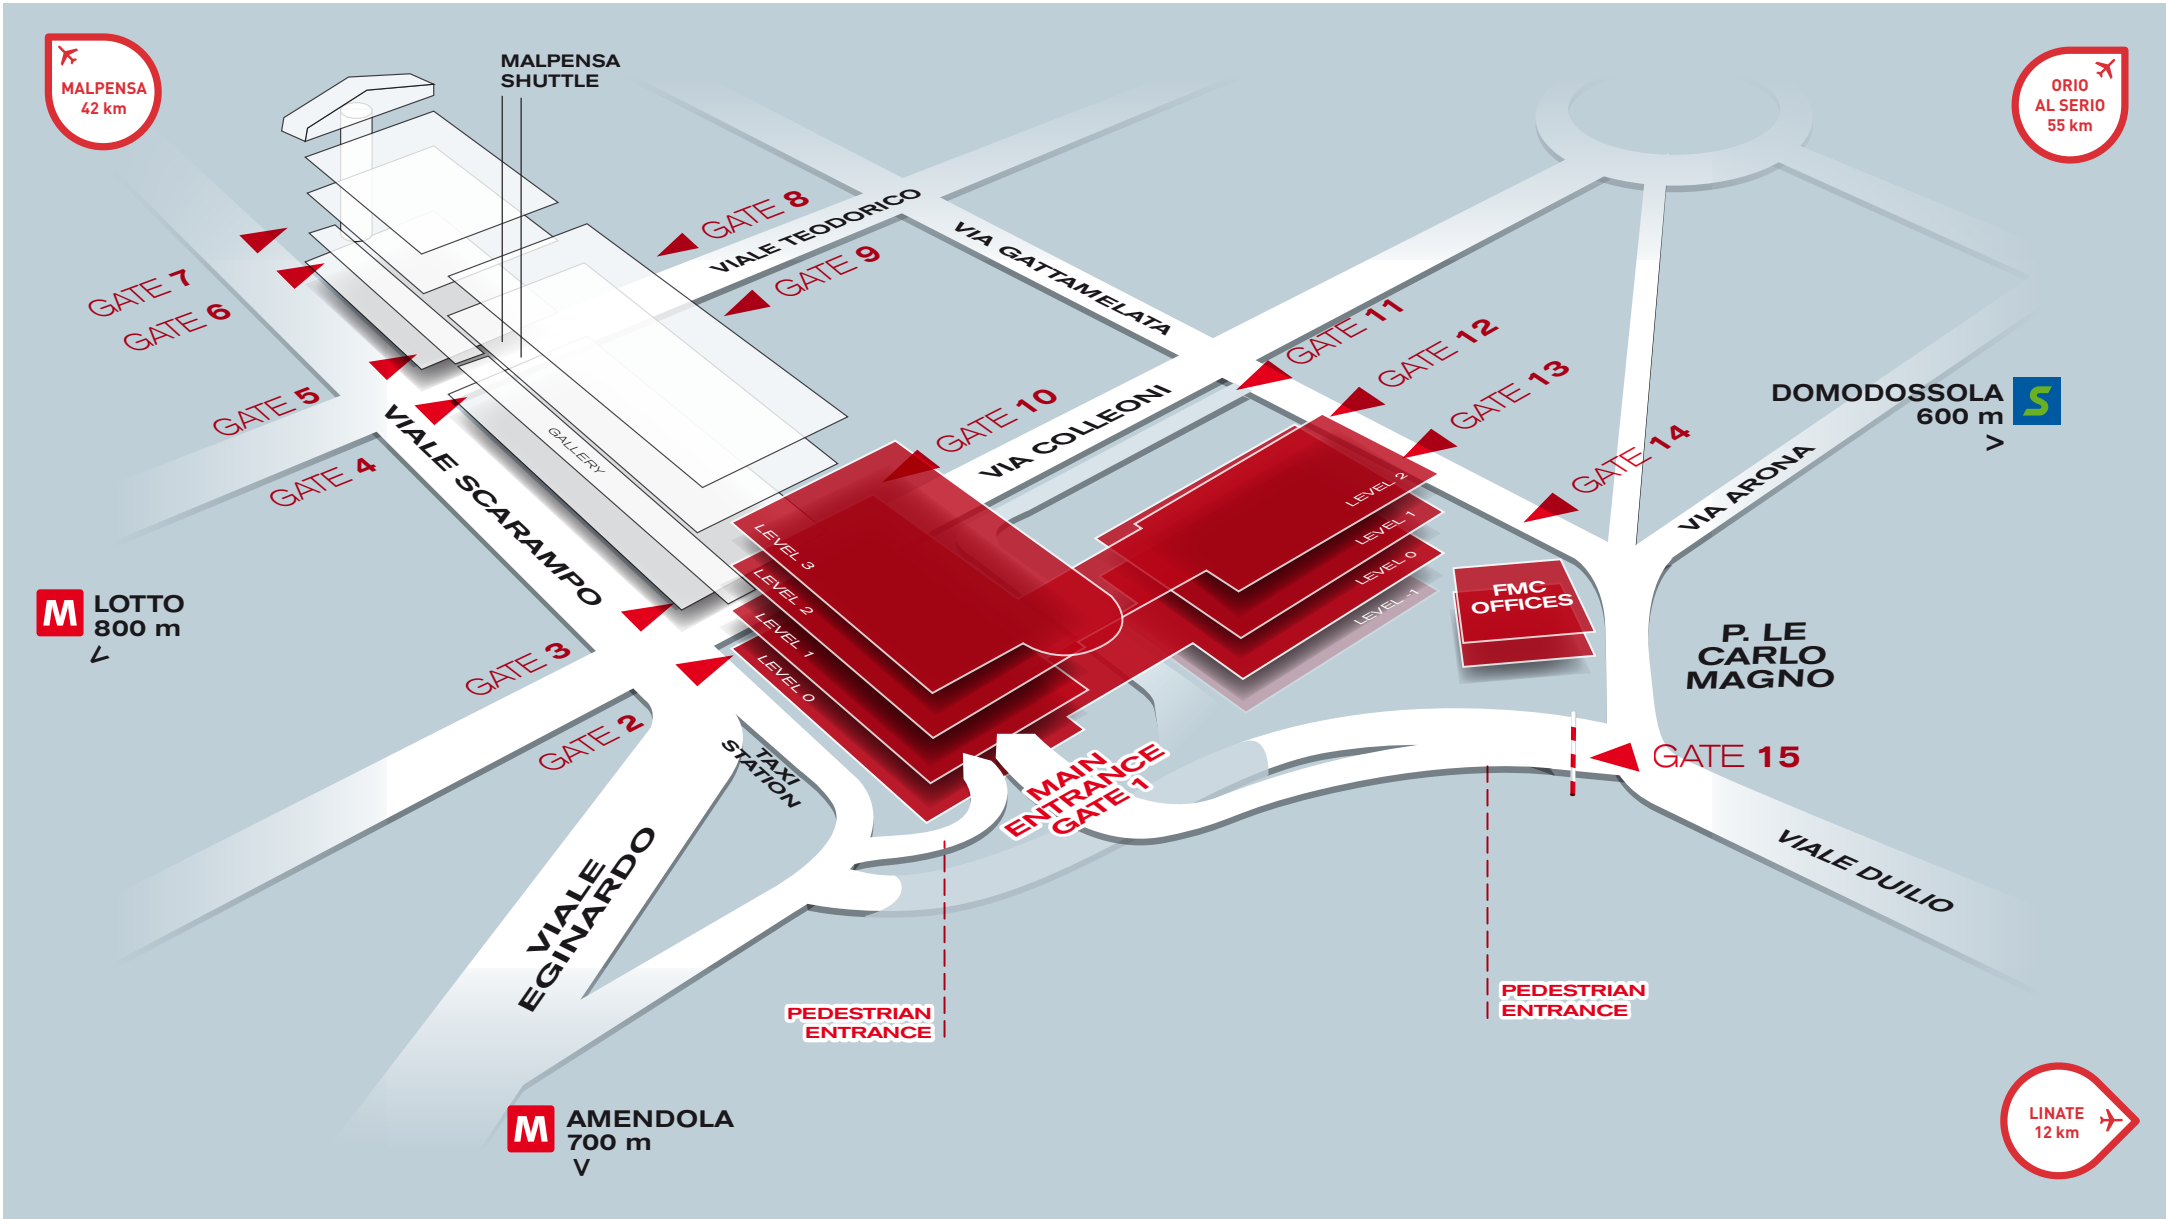 MALPENSA
42 km
MALPENSA
SHUTTLE
ORIO
AL SERIO
55 km
GATE 8
VIALE TEODORICO
GATE 9
VIA GATTAMELATA
GATE 7
GATE 6
GATE 5
GATE 4
VIALE SCARAMPO
GALLERY
GATE 10
VIA COLLEONI
GATE 11
GATE 12
GATE 13
GATE 14
VIA ARONA
DOMODOSSOLA
600 m
>
S
LEVEL 3
LEVEL 2
LEVEL 1
LEVEL 0
LEVEL 2
LEVEL 1
LEVEL 0
LEVEL -1
FMC
OFFICES
P. LE
CARLO
MAGNO
M
LOTTO
800 m
>
GATE 3
GATE 2
TAXI
STATION
MAIN
ENTRANCE
GATE 1
GATE 15
VIALE
EGINARDO
VIALE DUILIO
PEDESTRIAN
ENTRANCE
PEDESTRIAN
ENTRANCE
M
AMENDOLA
700 m
>
LINATE
12 km